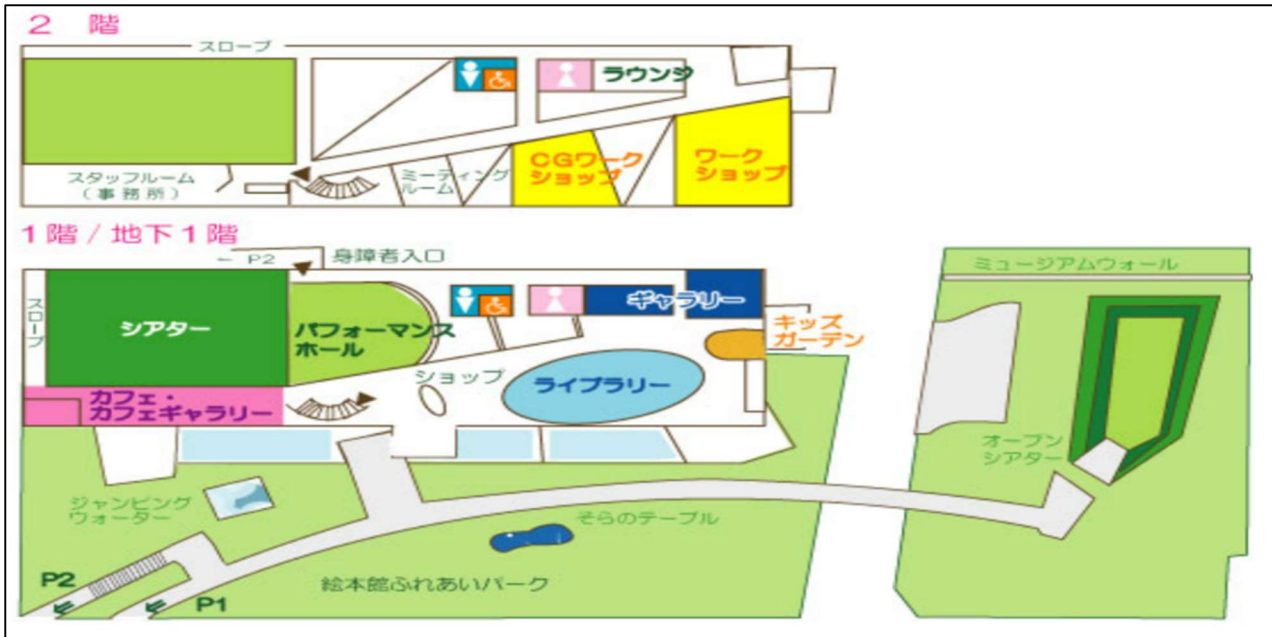 2 階
スロープ
ラウンジ
CGワーク
ショップ
ワーク
ショップ
スタッフルーム
(事務所)
ミーティング
ルーム
1階/地下1階
← P2
身障者入口
スロープ
シアター
パフォーマンス
ホール
ギャラリー
キッズ
ガーデン
ショップ
ライブラリー
カフェ・
カフェギャラリー
ミュージアムウォール
オープン
シアター
ジャンピング
ウォーター
そらのテーブル
絵本館ふれあいパーク
P2
P1